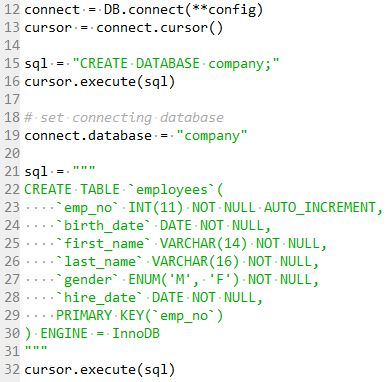 12 connect = DB.connect(**config)
13 cursor = connect.cursor()
14
15 sql = "CREATE DATABASE company;"
16 cursor.execute(sql)
17
18 # set connecting database
19 connect.database = "company"
20
21 sql = """
22 CREATE TABLE `employees`(
23     `emp_no` INT(11) NOT NULL AUTO_INCREMENT,
24     `birth_date` DATE NOT NULL,
25     `first_name` VARCHAR(14) NOT NULL,
26     `last_name` VARCHAR(16) NOT NULL,
27     `gender` ENUM('M', 'F') NOT NULL,
28     `hire_date` DATE NOT NULL,
29     PRIMARY KEY(`emp_no`)
30 ) ENGINE = InnoDB
31 """
32 cursor.execute(sql)